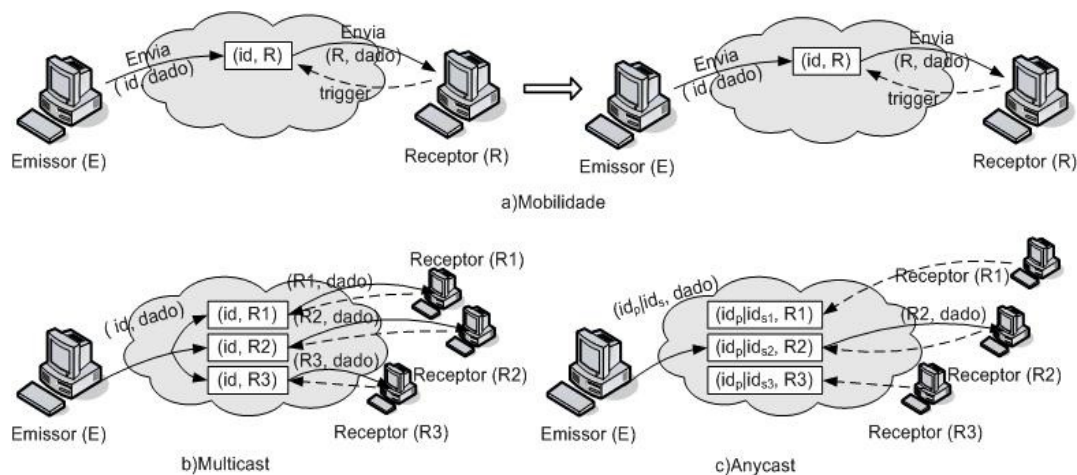 Envia
( id, dado)
(id, R)
Envia
(R, dado)
trigger
Emissor (E)
Receptor (R)
Envia
( id, dado)
(id, R)
Envia
(R, dado)
trigger
Emissor (E)
Receptor (R)
a)Mobilidade
( id, dado)
(id, R1)
(id, R2)
(id, R3)
(R1, dado)
(R2, dado)
(R3, dado)
Receptor (R1)
Receptor (R2)
Receptor (R3)
Emissor (E)
b)Multicast
(idp|ids, dado)
(idp|ids1, R1)
(idp|ids2, R2)
(idp|ids3, R3)
(R2, dado)
Receptor (R1)
Receptor (R2)
Receptor (R3)
Emissor (E)
c)Anycast